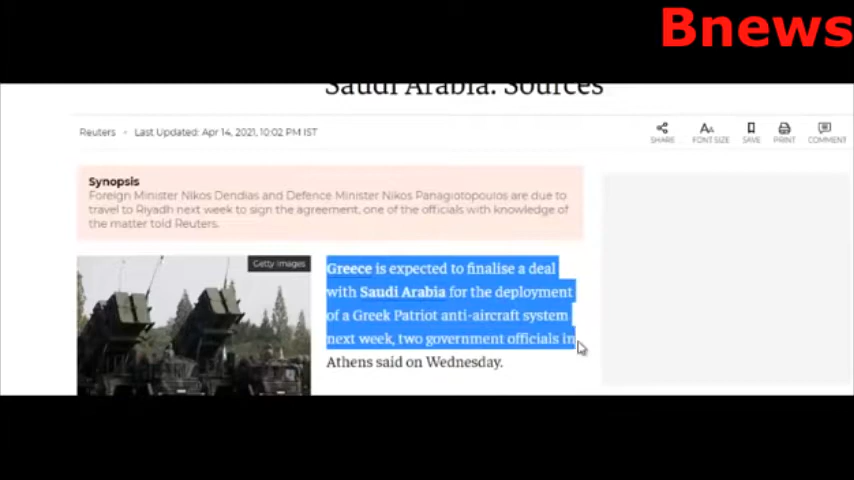 Bnews
Saudi Arabia: Sources
Reuters • Last Updated: Apr 14, 2021, 10:02 PM IST
SHARE FONT SIZE SAVE PRINT COMMENT
Synopsis
Foreign Minister Nikos Dendias and Defence Minister Nikos Panagiotopoulos are due to
travel to Riyadh next week to sign the agreement, one of the officials with knowledge of
the matter told Reuters.
Getty Images
Greece is expected to finalise a deal
with Saudi Arabia for the deployment
of a Greek Patriot anti-aircraft system
next week, two government officials in
Athens said on Wednesday.